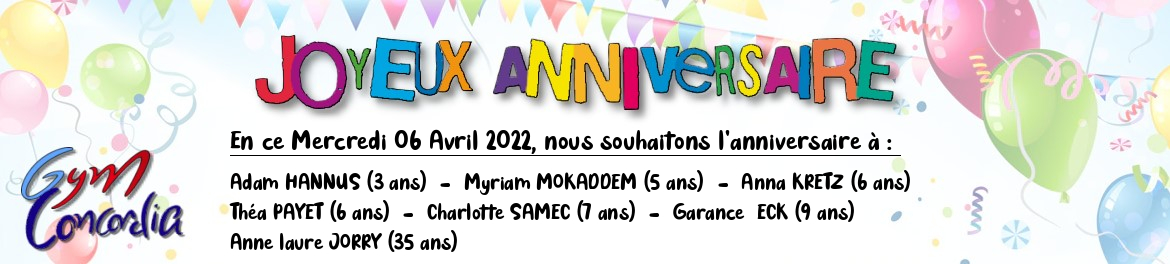 JOYEUX ANNIVERSAIRE
En ce Mercredi 06 Avril 2022, nous souhaitons l'anniversaire à :
Adam HANNUS (3 ans) - Myriam MOKADDEM (5 ans) - Anna KRETZ (6 ans)
Théa PAYET (6 ans) - Charlotte SAMEC (7 ans) - Garance ECK (9 ans)
Anne laure JORRY (35 ans)
Gym
Concordia